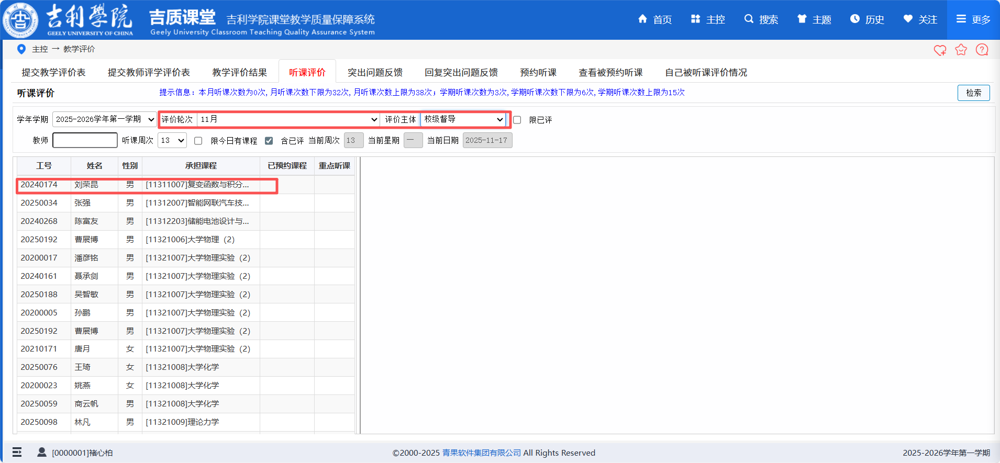 吉利學院
GEELY UNIVERSITY OF CHINA
吉质课堂 吉利学院课堂教学质量保障系统
Geely University Classroom Teaching Quality Assurance System
首页 主控 搜索 主题 历史 关注 更多
主控 → 教学评价
提交教学评价表 提交教师评学评价表 教学评价结果 听课评价 突出问题反馈 回复突出问题反馈 预约听课 查看被预约听课 自己被听课评价情况
听课评价 提示信息：本月听课次数为0次, 月听课次数下限为32次, 月听课次数上限为38次；学期听课次数为3次, 学期听课次数下限为6次, 学期听课次数上限为15次 检索
学年学期 2025-2026学年第一学期 评价轮次 11月 评价主体 校级督导 限已评
教师 听课周次 13 限今日有课程 含已评 当前周次 13 当前星期 一 当前日期 2025-11-17
工号 姓名 性别 承担课程 已预约课程 重点听课
20240174 刘荣昆 男 [11311007]复变函数与积分...
20250034 张强 男 [11312007]智能网联汽车技...
20240268 陈富友 男 [11312203]储能电池设计与...
20250192 曹展博 男 [11321006]大学物理（2）
20200017 潘彦铭 男 [11321007]大学物理实验（2）
20240161 聂承剑 男 [11321007]大学物理实验（2）
20250188 吴智敏 男 [11321007]大学物理实验（2）
20200005 孙鹏 男 [11321007]大学物理实验（2）
20250192 曹展博 男 [11321007]大学物理实验（2）
20210171 唐月 女 [11321007]大学物理实验（2）
20250076 王琦 女 [11321008]大学化学
20200023 姚燕 女 [11321008]大学化学
20250059 商云帆 男 [11321008]大学化学
20250098 林凡 男 [11321009]理论力学
[0000001]褚心柏 ©2000-2025 青果软件集团有限公司 All Rights Reserved 2025-2026学年第一学期